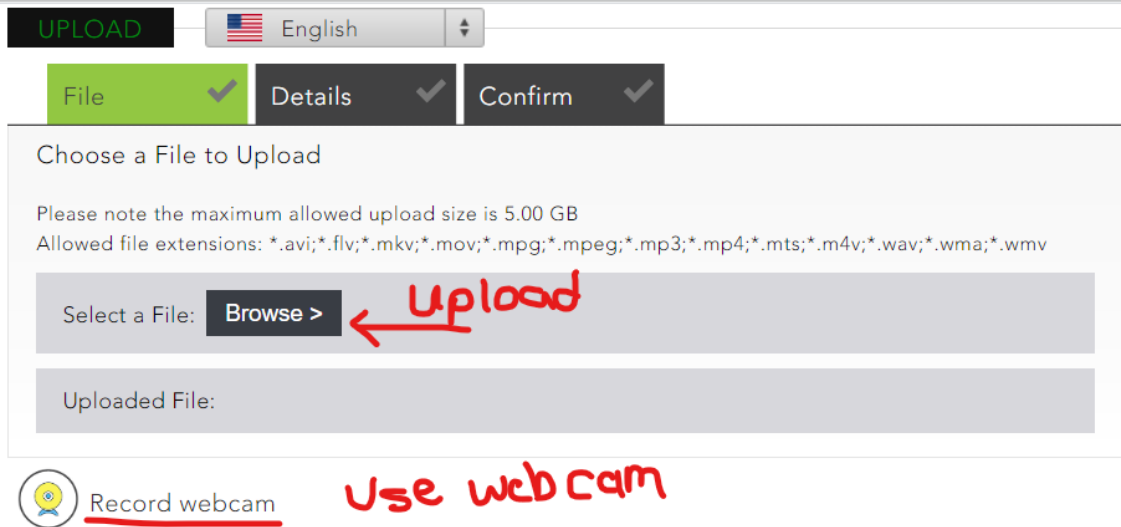 UPLOAD English
File Details Confirm
Choose a File to Upload
Please note the maximum allowed upload size is 5.00 GB
Allowed file extensions: *.avi;*.flv;*.mkv;*.mov;*.mpg;*.mpeg;*.mp3;*.mp4;*.mts;*.m4v;*.wav;*.wma;*.wmv
Select a File: Browse > upload
Uploaded File:
Record webcam Use webcam